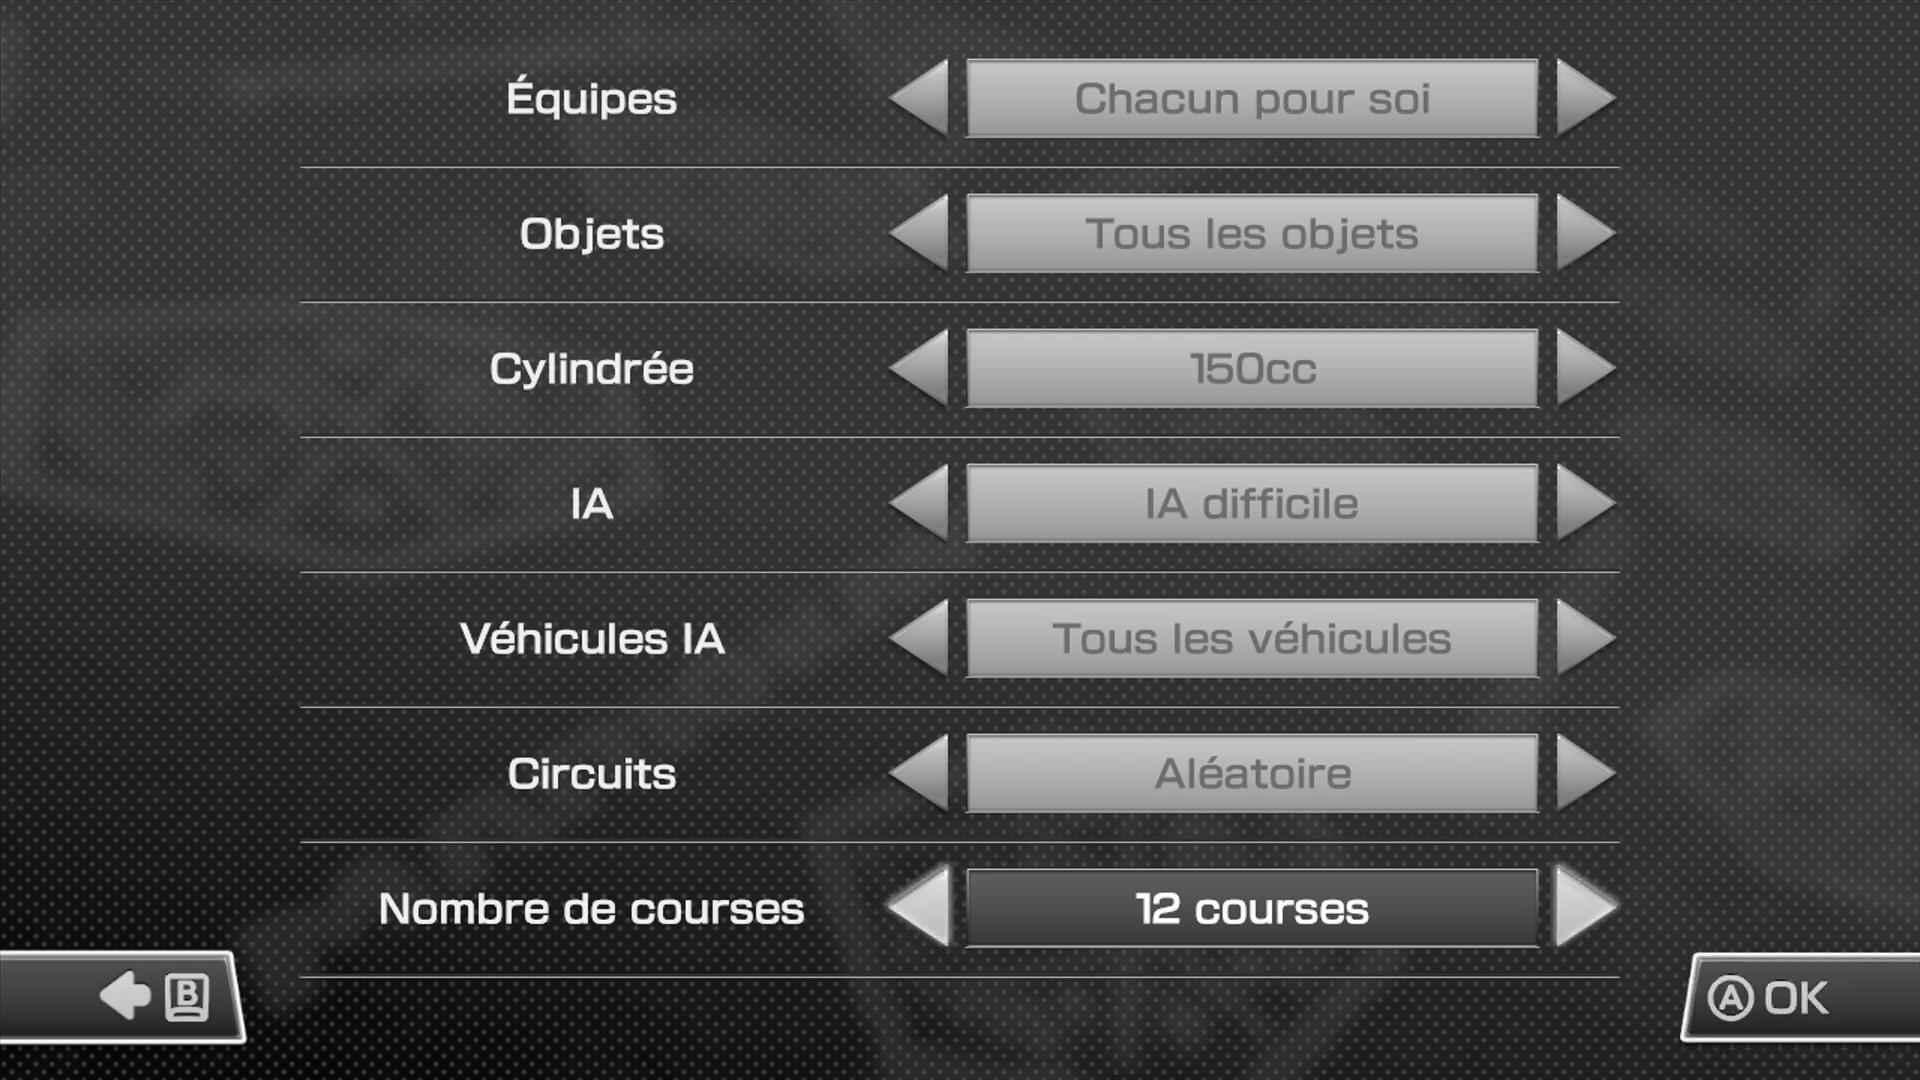 Équipes
Chacun pour soi
Objets
Tous les objets
Cylindrée
150cc
IA
IA difficile
Véhicules IA
Tous les véhicules
Circuits
Aléatoire
Nombre de courses
12 courses
B
A OK